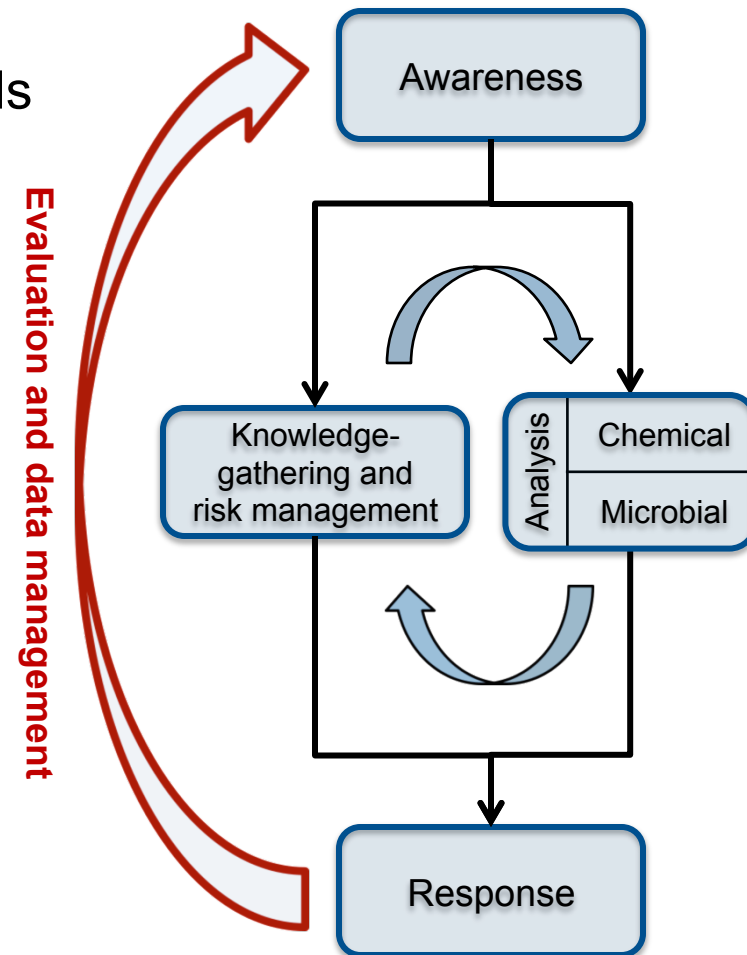 Awareness
Evaluation and data management
Knowledge-
gathering and
risk management
Analysis
Chemical
Microbial
Response